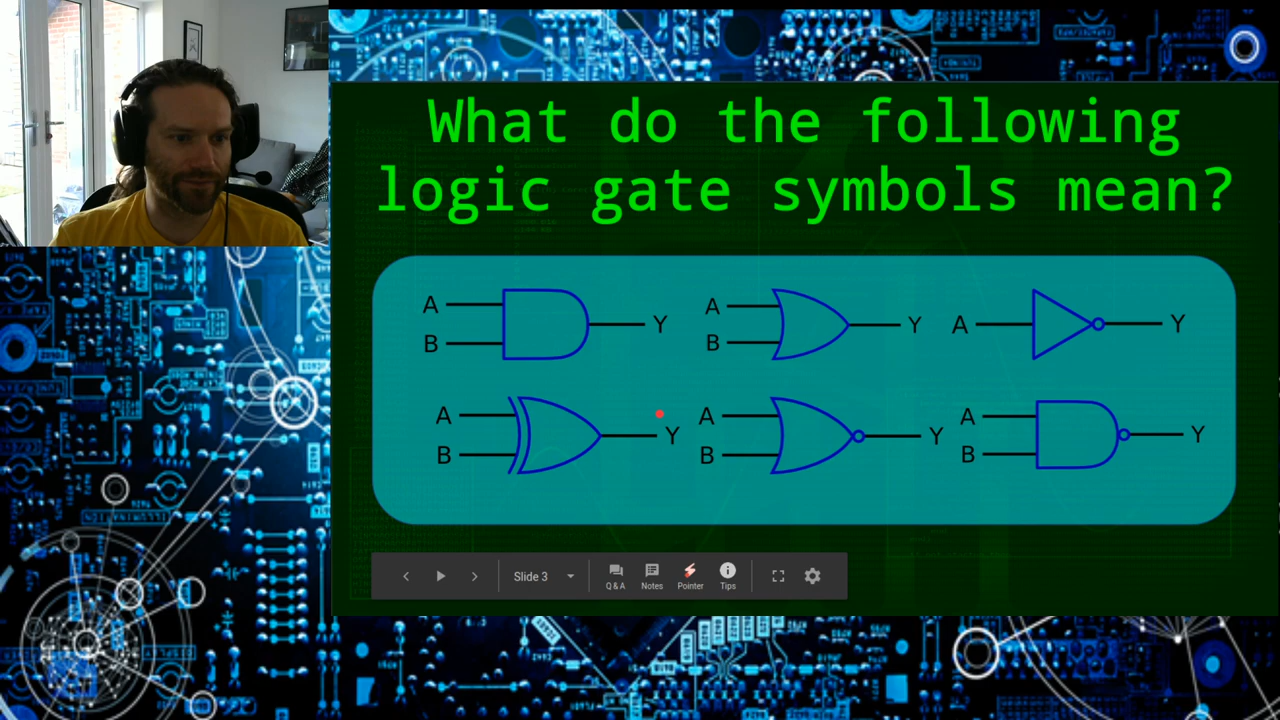 What do the following
logic gate symbols mean?
A
B
Y
A
B
Y
A
Y
A
B
Y
A
B
Y
A
B
Y
Slide 3
Q & A
Notes
Pointer
Tips